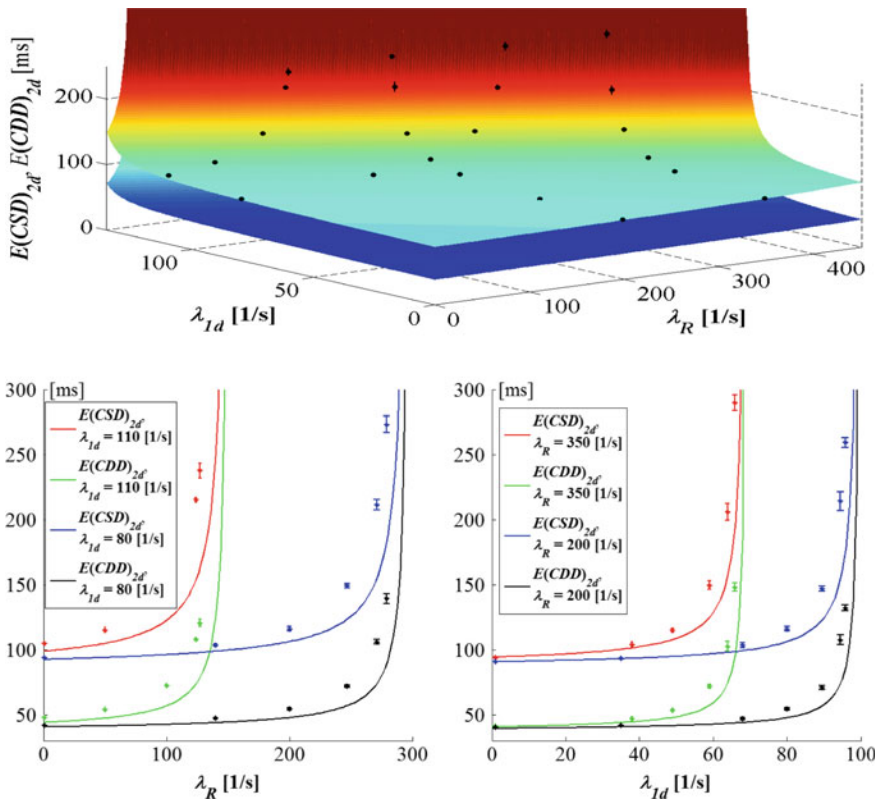 E(CSD)2d, E(CDD)2d [ms]
200
100
0
100
50
0
λ1d [1/s]
0
100
200
300
400
λR [1/s]
[ms]
300
250
200
150
100
50
E(CSD)2d,
λ1d = 110 [1/s]
E(CDD)2d,
λ1d = 110 [1/s]
E(CSD)2d,
λ1d = 80 [1/s]
E(CDD)2d,
λ1d = 80 [1/s]
0
100
200
300
λR [1/s]
[ms]
300
250
200
150
100
50
E(CSD)2d,
λR = 350 [1/s]
E(CDD)2d,
λR = 350 [1/s]
E(CSD)2d,
λR = 200 [1/s]
E(CDD)2d,
λR = 200 [1/s]
0
20
40
60
80
100
λ1d [1/s]